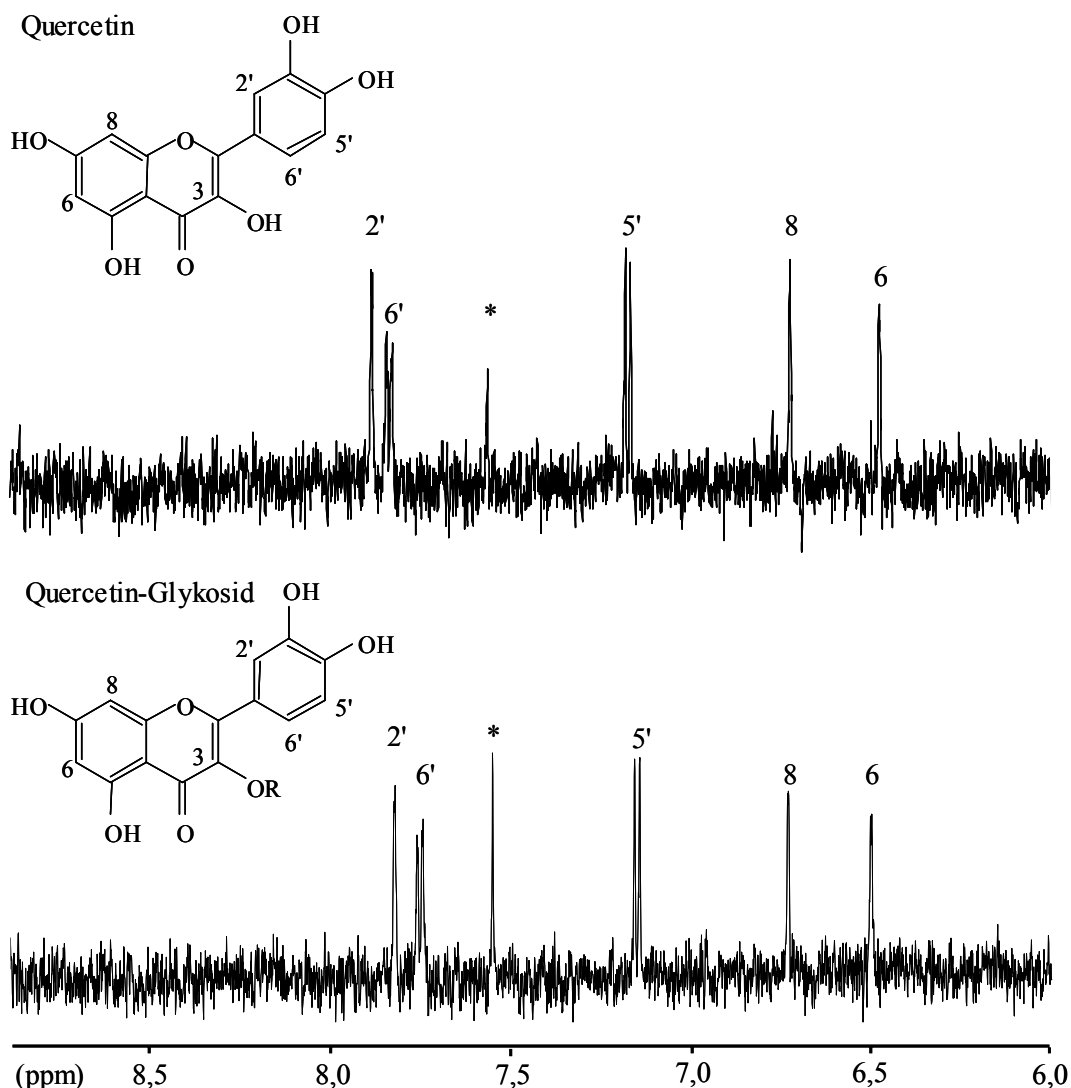 Quercetin
OH
2' OH
8
HO O 5'
6'
6 3
OH
OH O
2' 5' 8
6
6' *
Quercetin-Glykosid OH
2' OH
8
HO O 5'
6'
6 3
OR
OH O
2' * 5'
6' 8 6
(ppm) 8,5 8,0 7,5 7,0 6,5 6,0